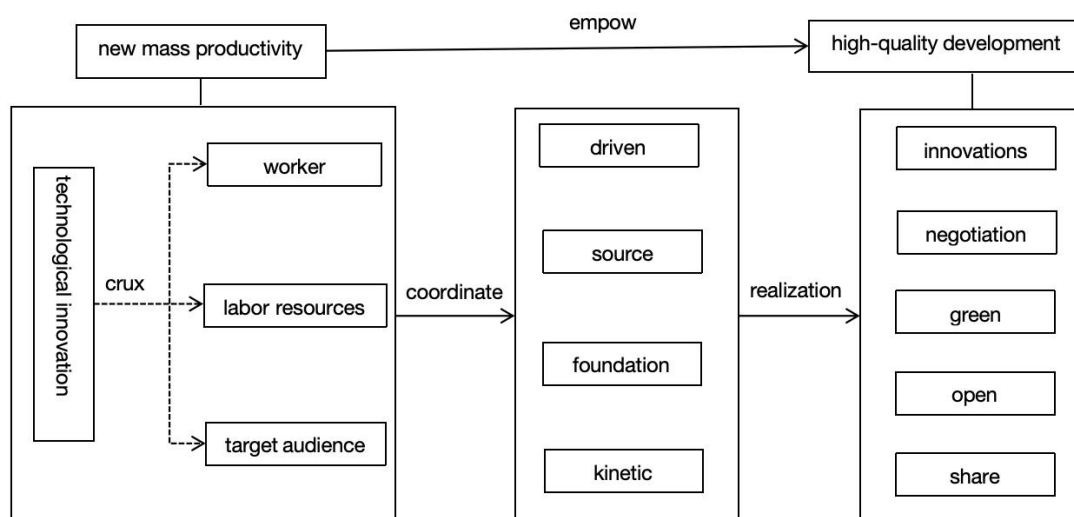 empow
new mass productivity
high-quality development
technological innovation
crux
worker
labor resources
target audience
coordinate
driven
source
foundation
kinetic
realization
innovations
negotiation
green
open
share